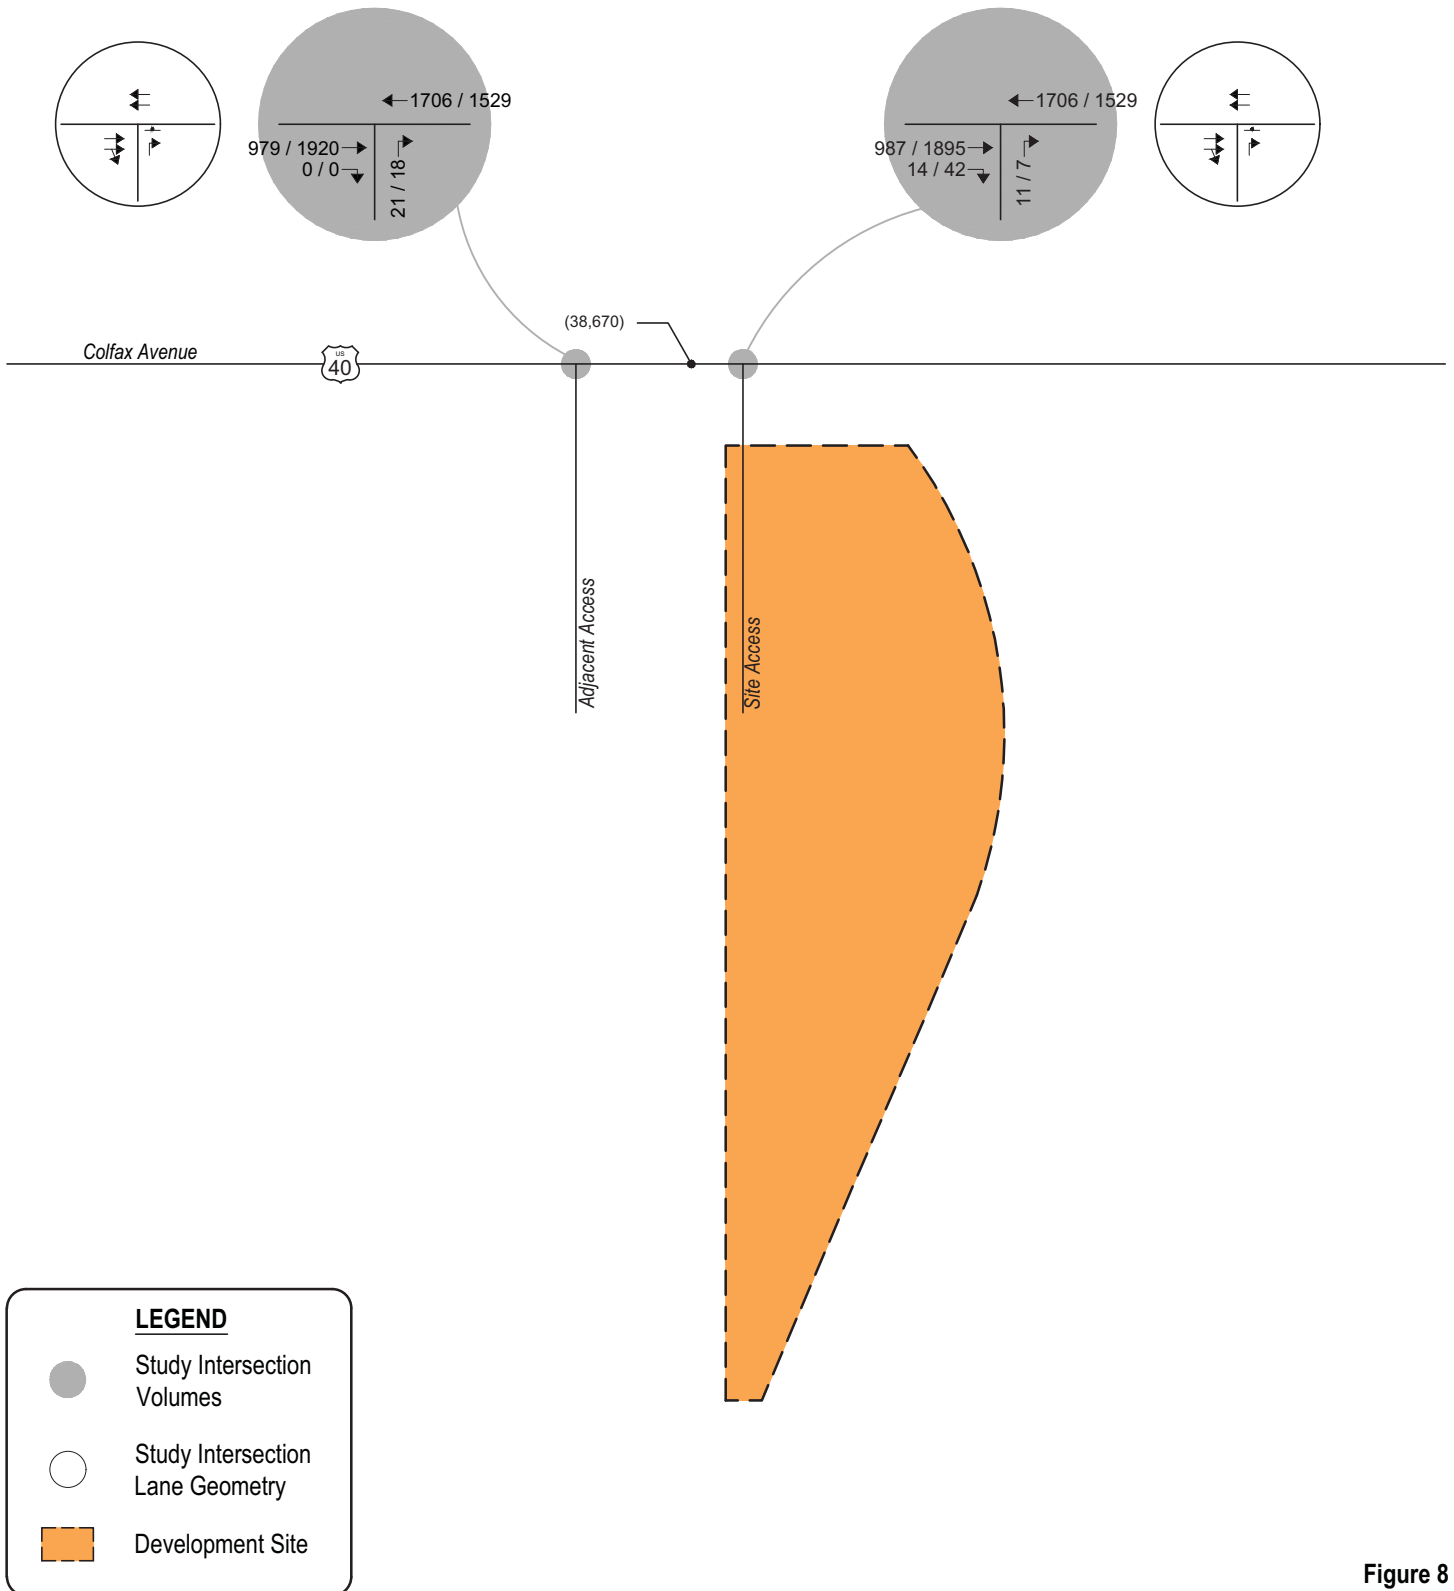 1706 / 1529
979 / 1920
0 / 0
21 / 18
1706 / 1529
987 / 1895
14 / 42
11 / 7
(38,670)
Colfax Avenue
US
40
Adjacent Access
Site Access
LEGEND
Study Intersection
Volumes
Study Intersection
Lane Geometry
Development Site
Figure 8